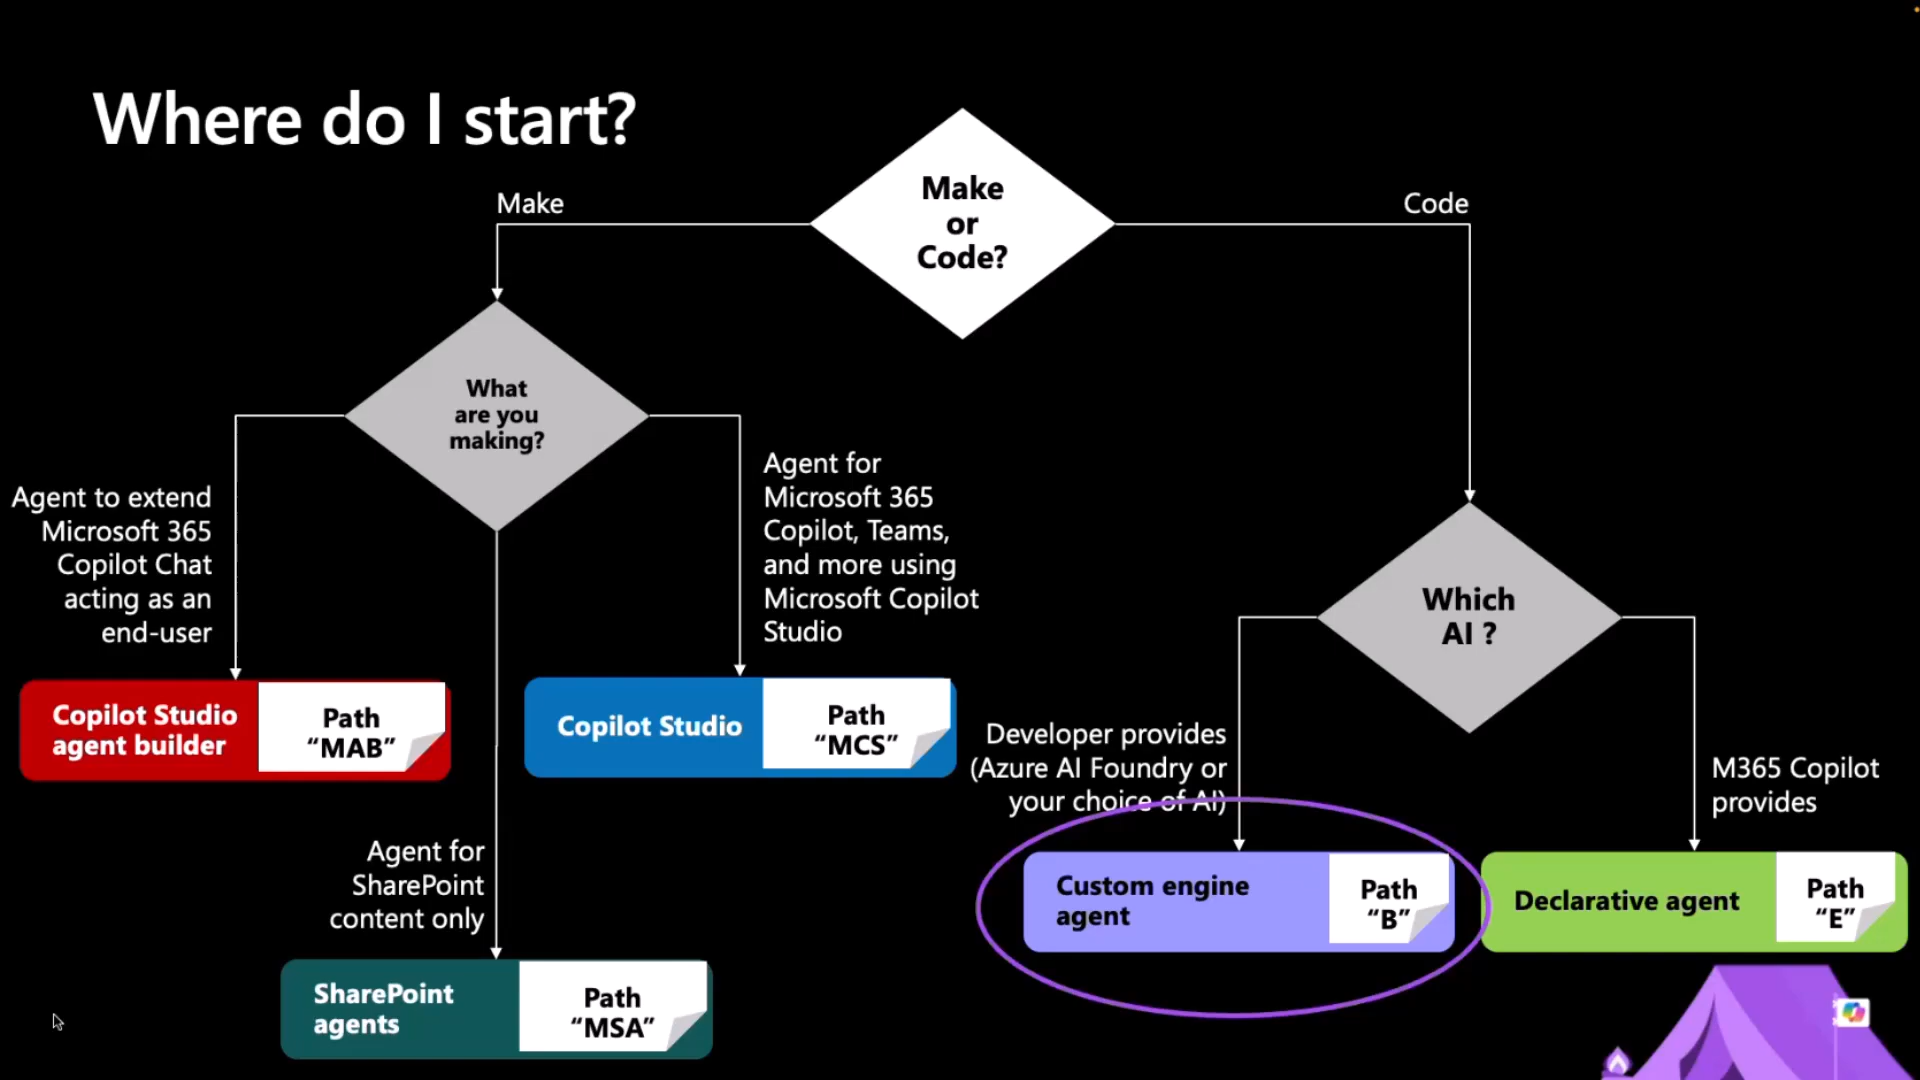 Where do I start?
Make
or
Code?
Make
Code
What
are you
making?
Agent to extend
Microsoft 365
Copilot Chat
acting as an
end-user
Agent for
Microsoft 365
Copilot, Teams,
and more using
Microsoft Copilot
Studio
Which
AI ?
Copilot Studio
agent builder
Path
“MAB”
Copilot Studio
Path
“MCS”
Developer provides
(Azure AI Foundry or
your choice of AI)
M365 Copilot
provides
Agent for
SharePoint
content only
Custom engine
agent
Path
“B”
Declarative agent
Path
“E”
SharePoint
agents
Path
“MSA”